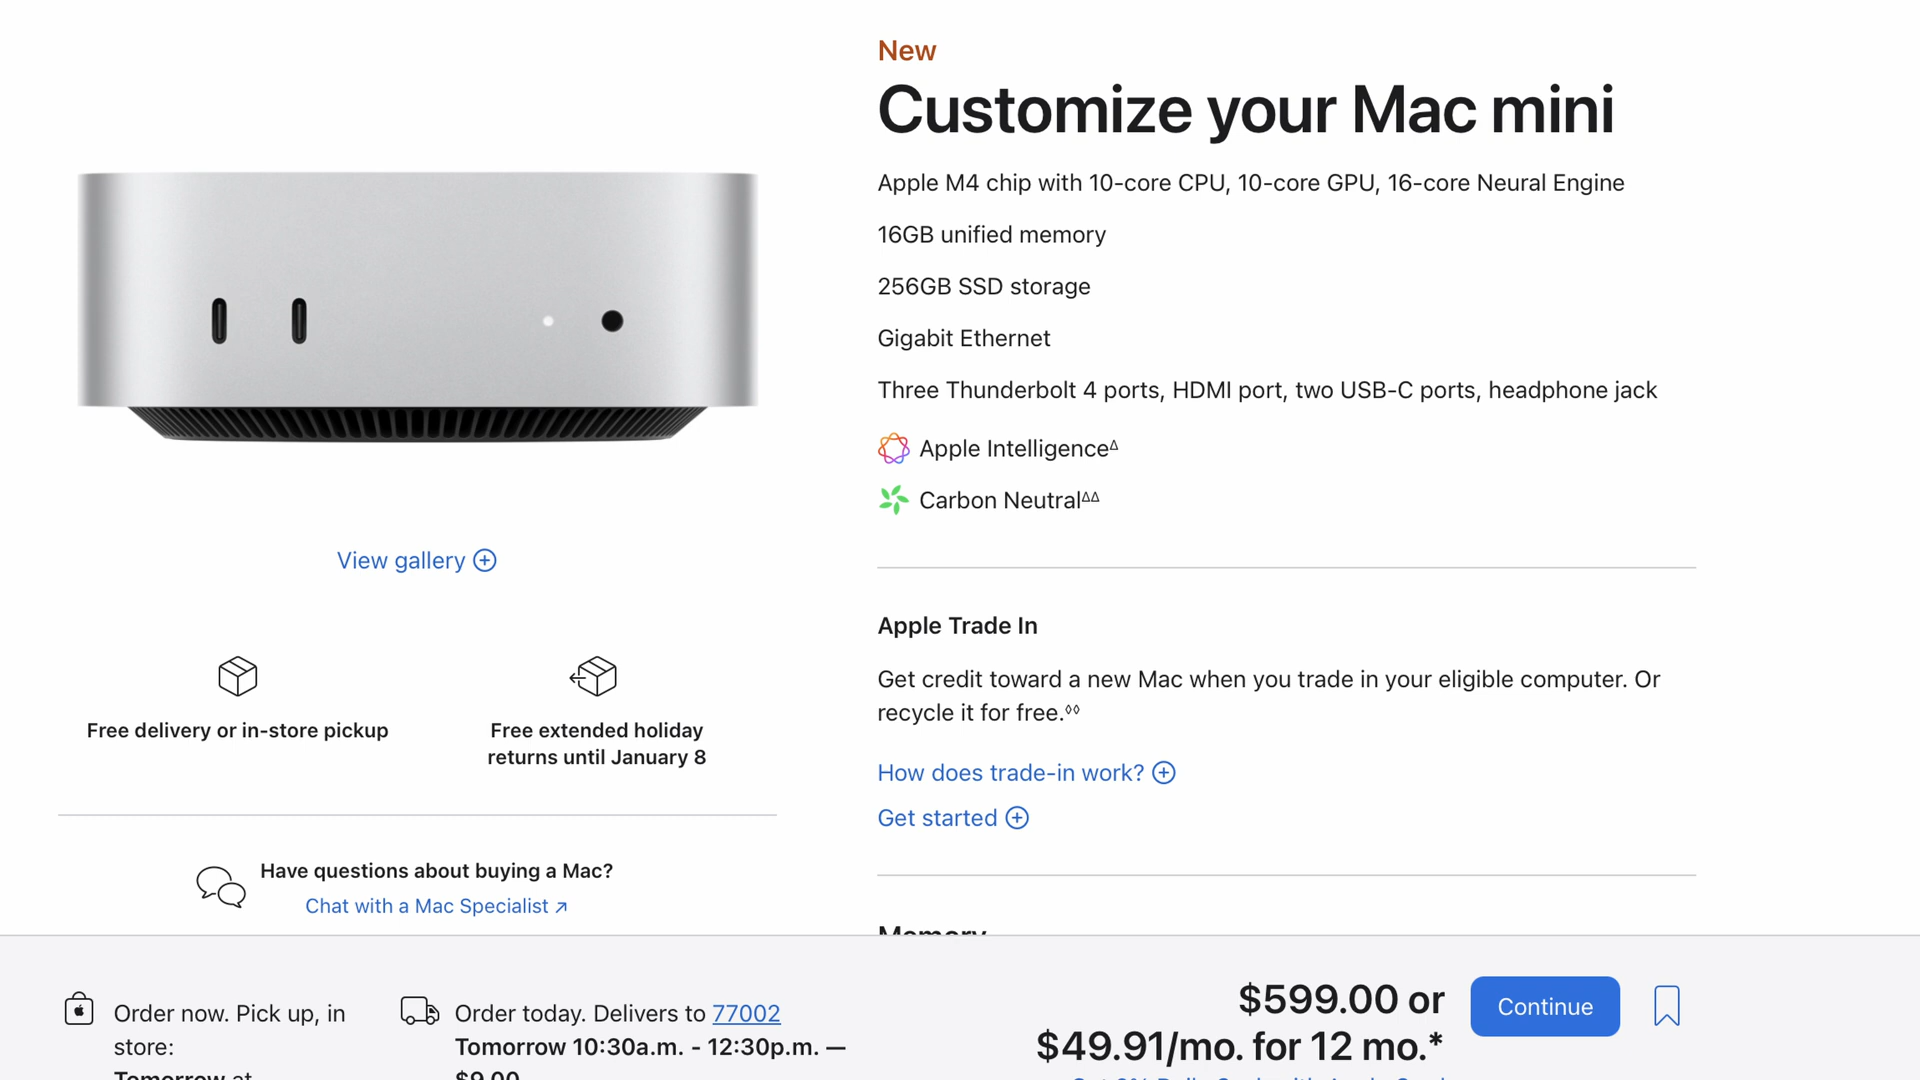 New
Customize your Mac mini
Apple M4 chip with 10-core CPU, 10-core GPU, 16-core Neural Engine
16GB unified memory
256GB SSD storage
Gigabit Ethernet
Three Thunderbolt 4 ports, HDMI port, two USB-C ports, headphone jack
Apple Intelligence∆
Carbon Neutral∆∆
View gallery
Free delivery or in-store pickup
Free extended holiday
returns until January 8
Have questions about buying a Mac?
Chat with a Mac Specialist ↗
Apple Trade In
Get credit toward a new Mac when you trade in your eligible computer. Or
recycle it for free.◊◊
How does trade-in work?
Get started
Memory
Order now. Pick up, in
store:
Tomorrow at
Order today. Delivers to 77002
Tomorrow 10:30a.m. - 12:30p.m. —
$9.00
$599.00 or
$49.91/mo. for 12 mo.*
Continue